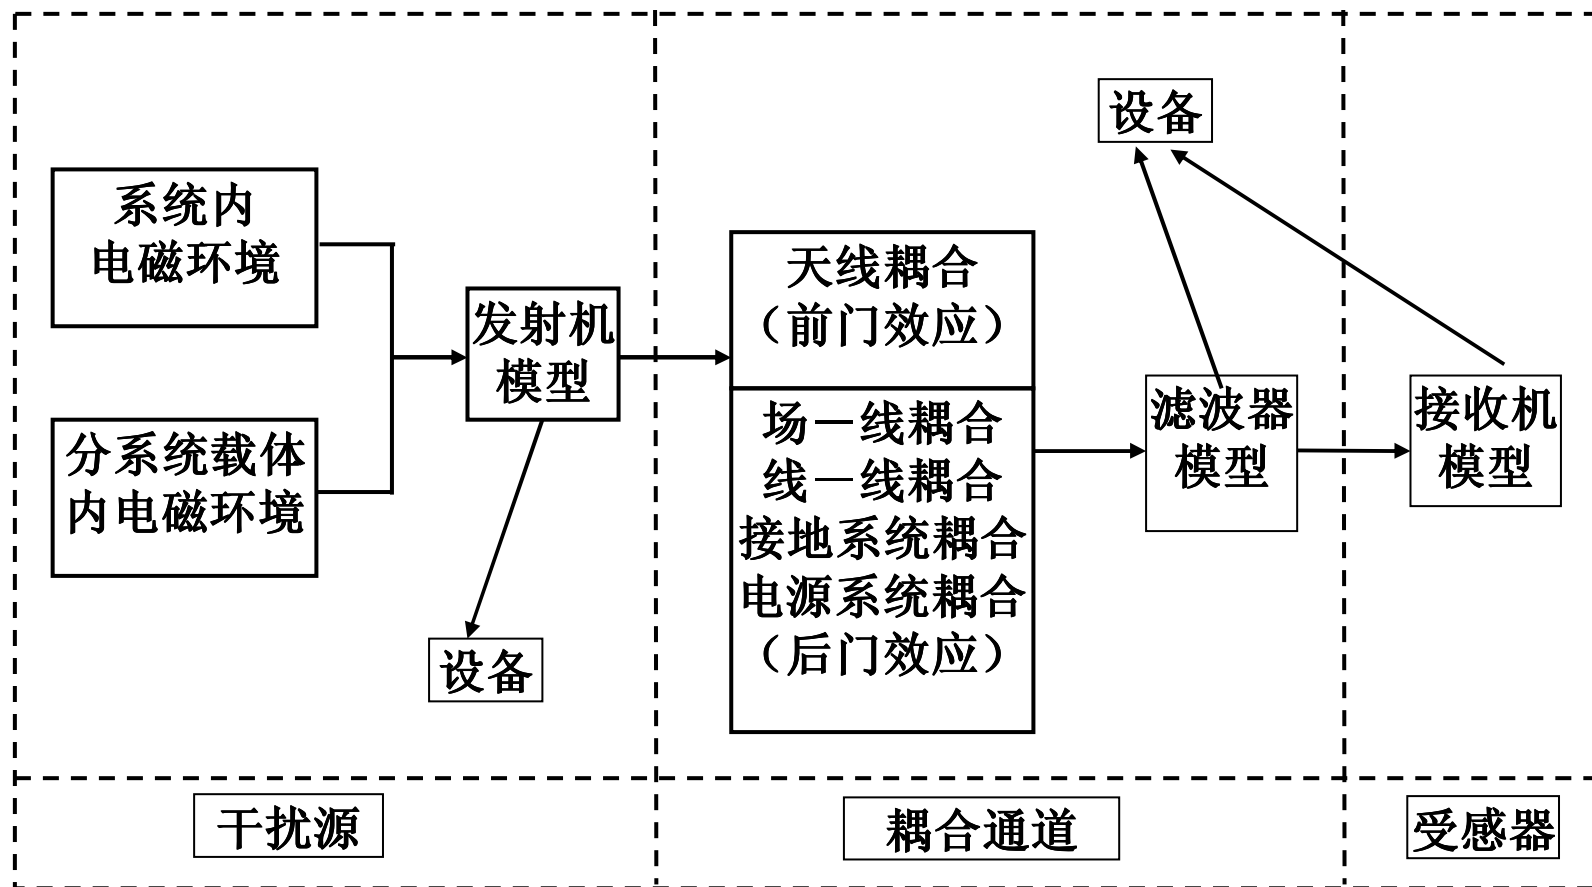 设备
系统内
电磁环境
天线耦合
（前门效应）
发射机
模型
场—线耦合
线—线耦合
接地系统耦合
电源系统耦合
（后门效应）
滤波器
模型
接收机
模型
分系统载体
内电磁环境
设备
干扰源
耦合通道
受感器